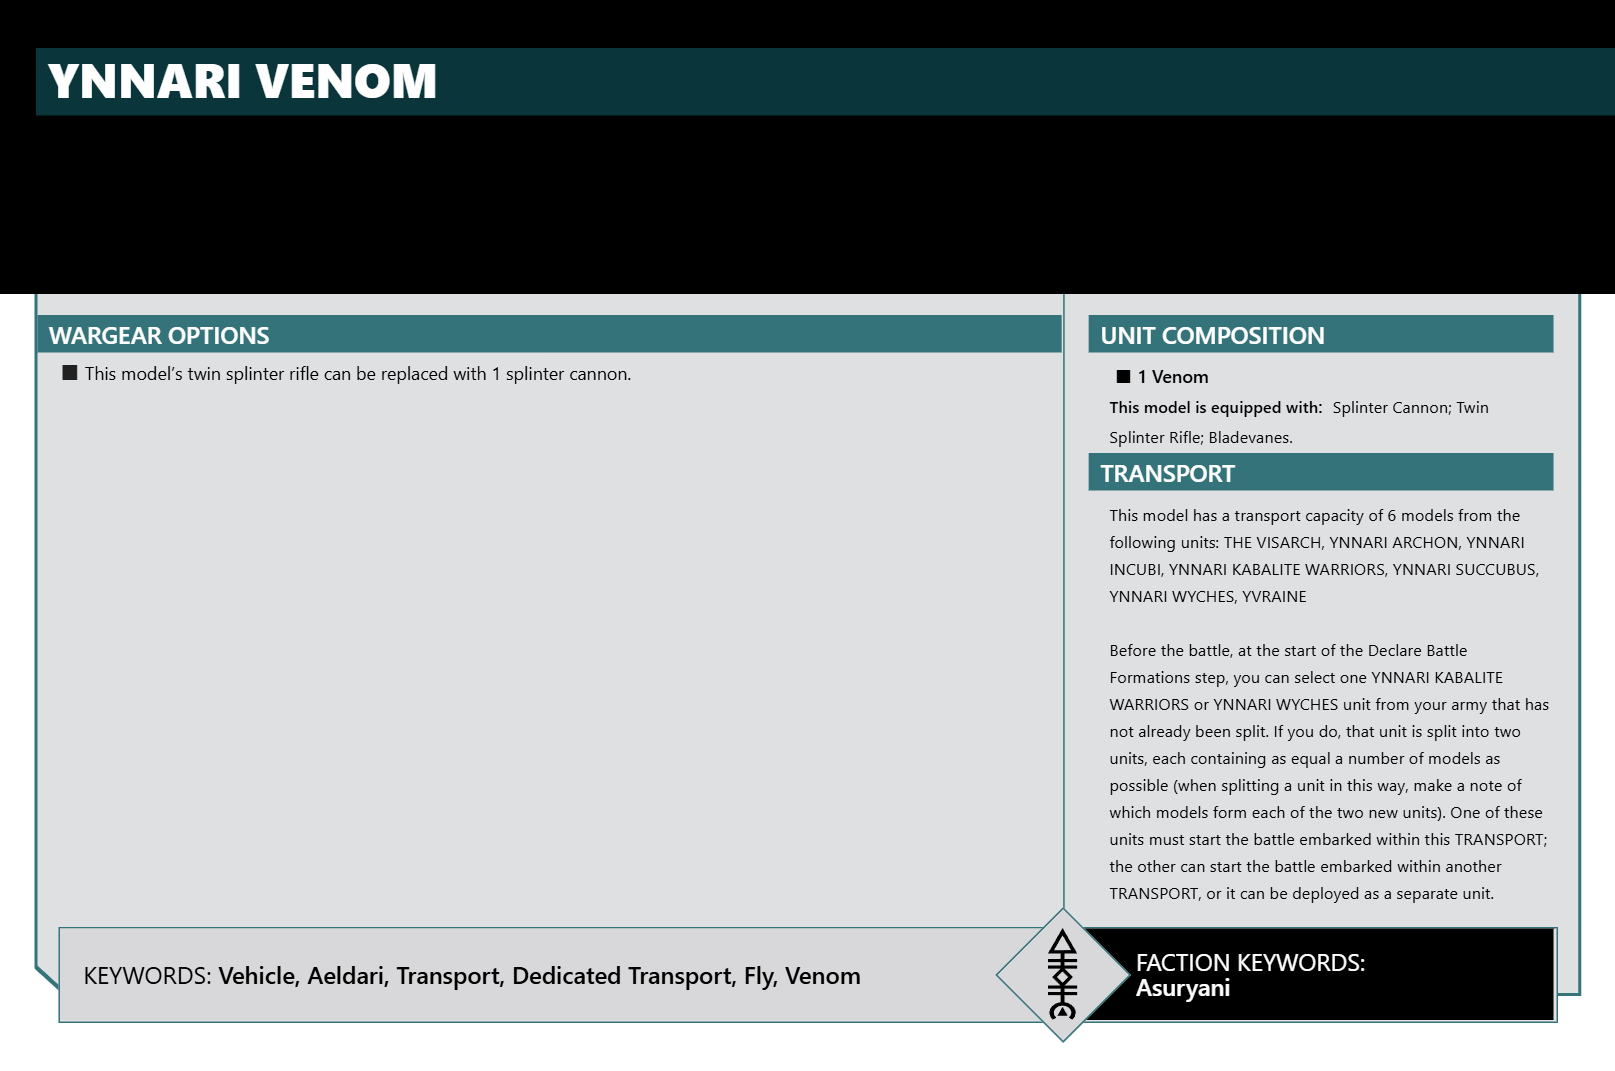 YNNARI VENOM
WARGEAR OPTIONS
■ This model's twin splinter rifle can be replaced with 1 splinter cannon.
UNIT COMPOSITION
■ 1 Venom
This model is equipped with: Splinter Cannon; Twin
Splinter Rifle; Bladevanes.
TRANSPORT
This model has a transport capacity of 6 models from the
following units: THE VISARCH, YNNARI ARCHON, YNNARI
INCUBI, YNNARI KABALITE WARRIORS, YNNARI SUCCUBUS,
YNNARI WYCHES, YVRAINE
Before the battle, at the start of the Declare Battle
Formations step, you can select one YNNARI KABALITE
WARRIORS or YNNARI WYCHES unit from your army that has
not already been split. If you do, that unit is split into two
units, each containing as equal a number of models as
possible (when splitting a unit in this way, make a note of
which models form each of the two new units). One of these
units must start the battle embarked within this TRANSPORT;
the other can start the battle embarked within another
TRANSPORT, or it can be deployed as a separate unit.
KEYWORDS: Vehicle, Aeldari, Transport, Dedicated Transport, Fly, Venom
FACTION KEYWORDS:
Asuryani